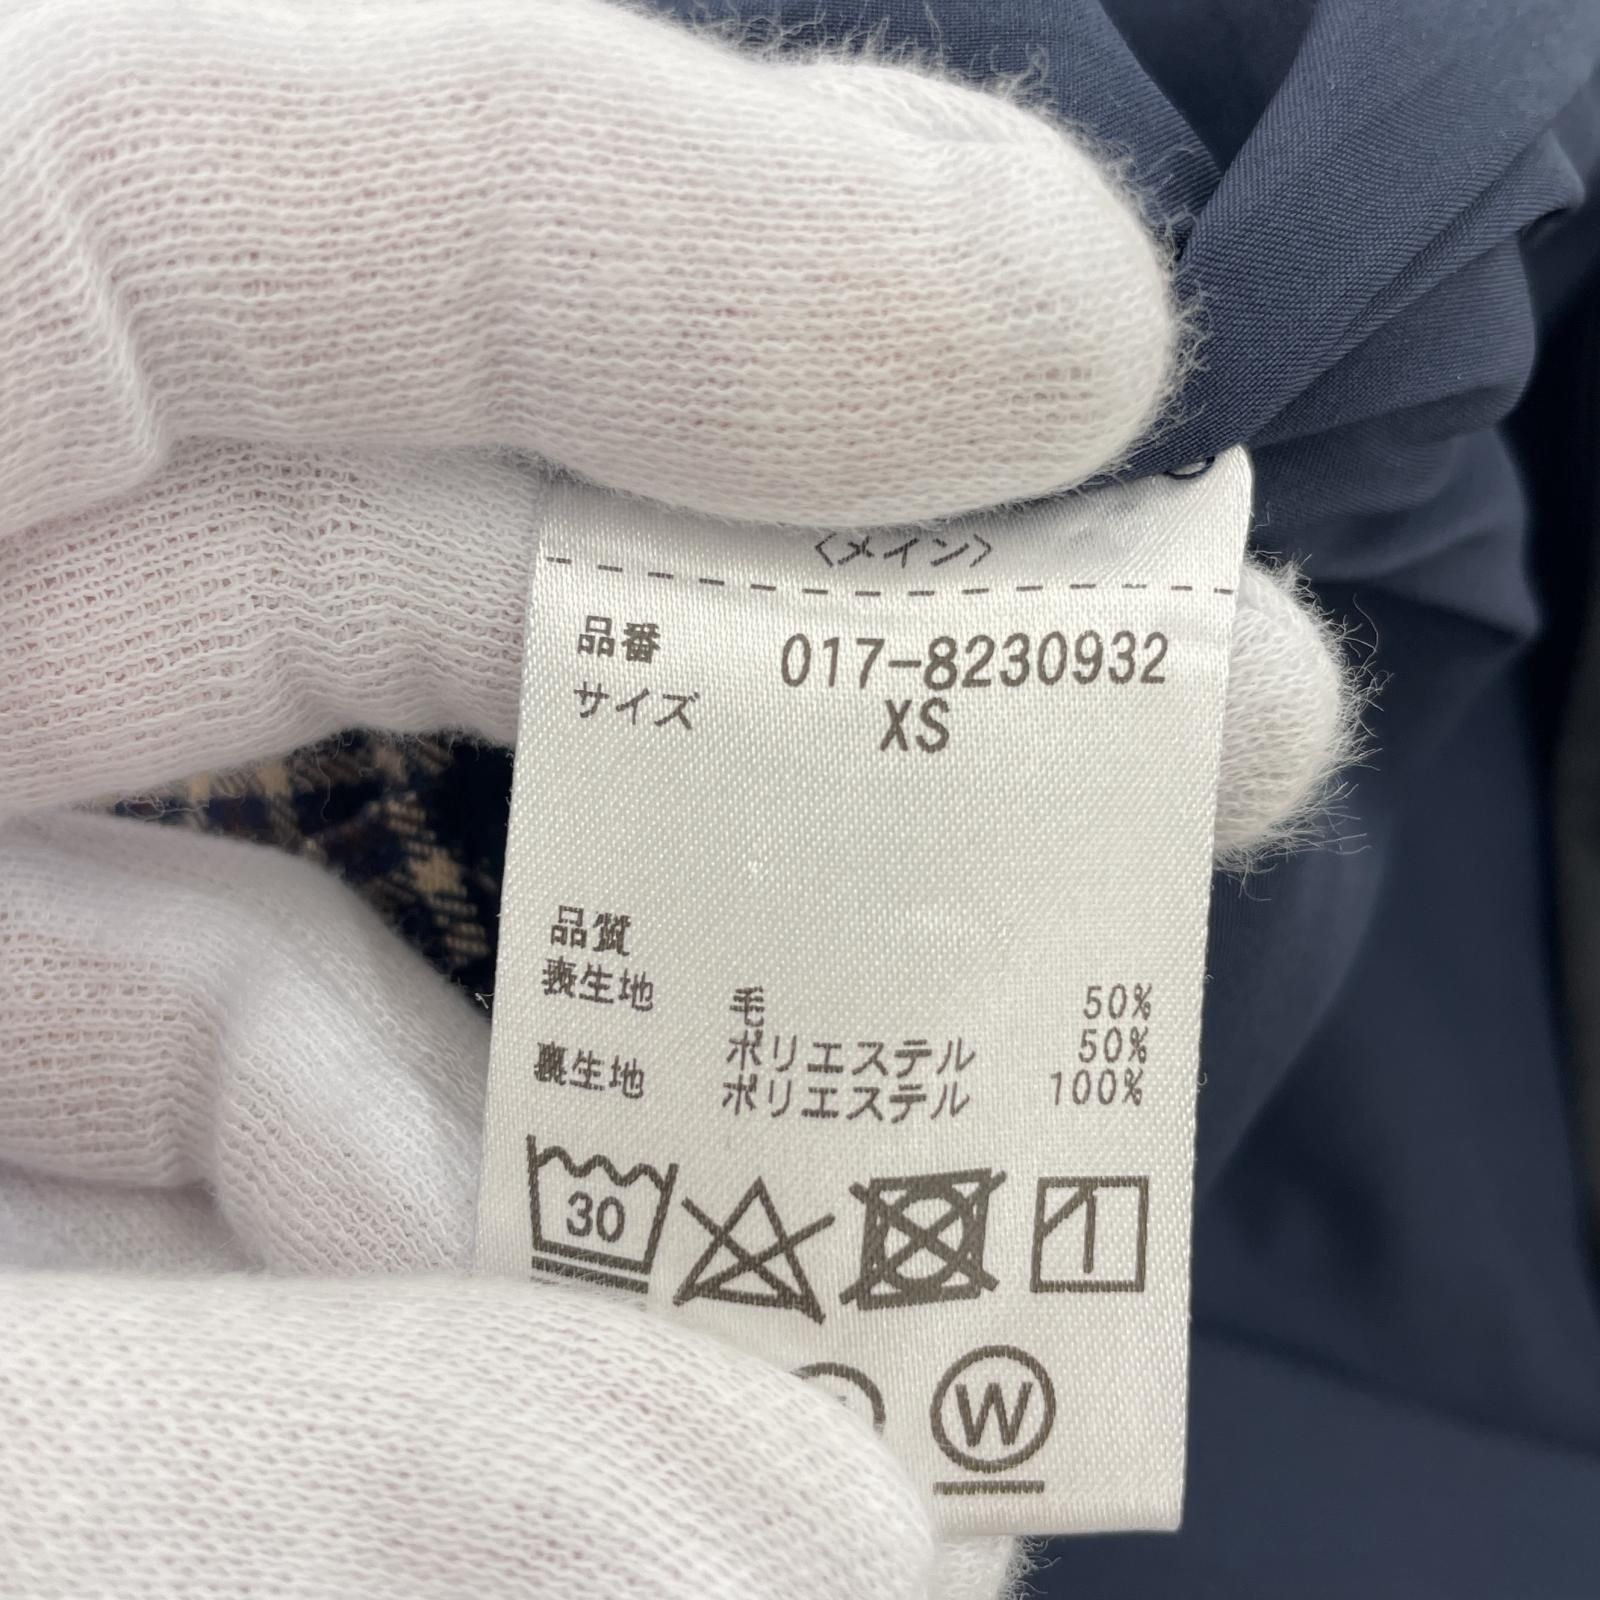 〈メイン〉
品番 017-8230932
サイズ XS
品質
表生地 毛 50%
ポリエステル 50%
裏生地 ポリエステル 100%
30
W